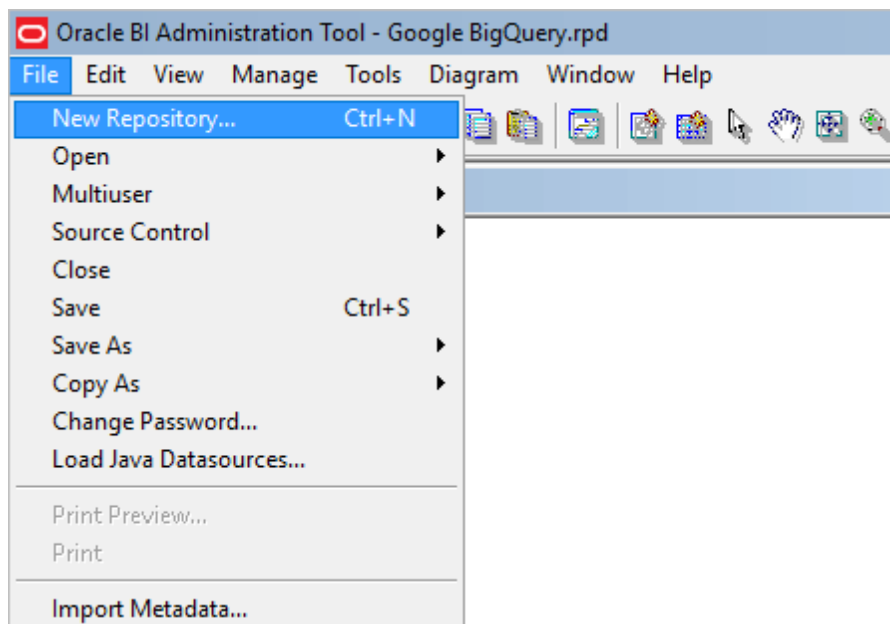 Oracle BI Administration Tool - Google BigQuery.rpd
File Edit View Manage Tools Diagram Window Help
New Repository... Ctrl+N
Open
Multiuser
Source Control
Close
Save Ctrl+S
Save As
Copy As
Change Password...
Load Java Datasources...
Print Preview...
Print
Import Metadata...